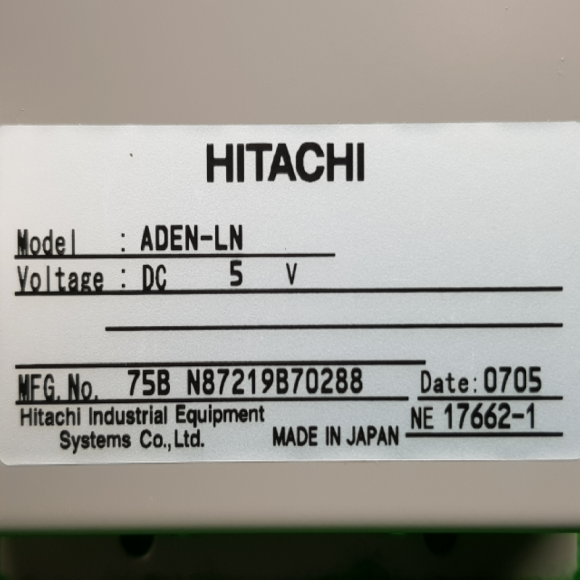 HITACHI
Model : ADEN-LN
Voltage : DC 5 V
MFG. No. 75B N87219B70288 Date: 0705
Hitachi Industrial Equipment NE 17662-1
Systems Co., Ltd. MADE IN JAPAN